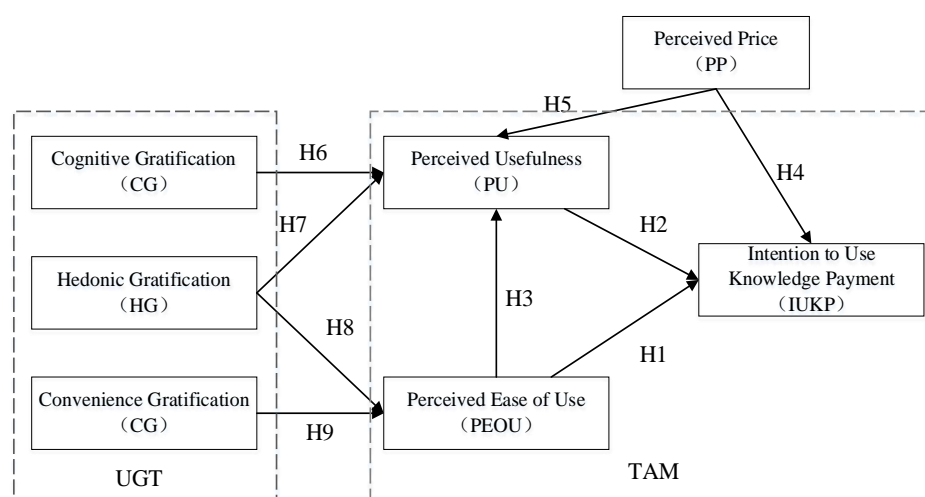 Perceived Price
（PP）
H5
Cognitive Gratification
（CG）
H6
Perceived Usefulness
（PU）
H4
H7
H2
Hedonic Gratification
（HG）
Intention to Use
Knowledge Payment
（IUKP）
H3
H8
H1
Convenience Gratification
（CG）
H9
Perceived Ease of Use
（PEOU）
UGT
TAM